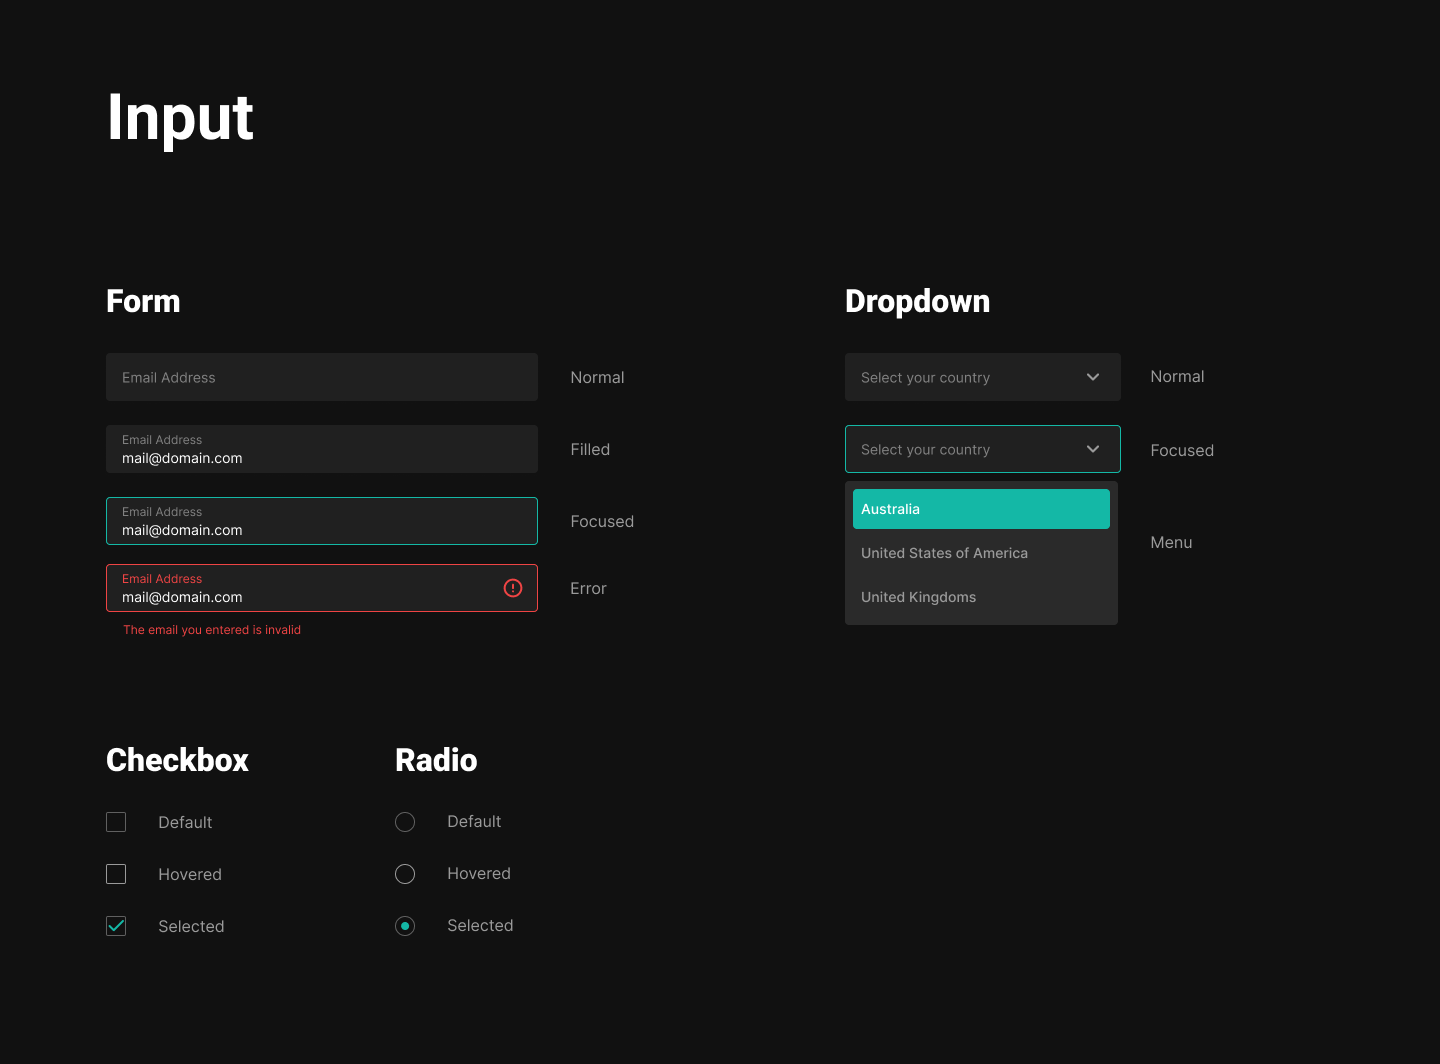 Input
Form
Email Address
Normal
Email Address
mail@domain.com
Filled
Email Address
mail@domain.com
Focused
Email Address
mail@domain.com
Error
The email you entered is invalid
Dropdown
Select your country
Normal
Select your country
Focused
Australia
United States of America
United Kingdoms
Menu
Checkbox
Default
Hovered
Selected
Radio
Default
Hovered
Selected